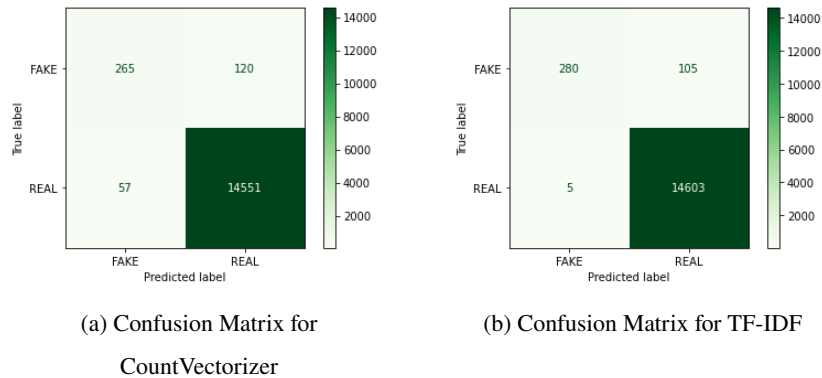 True label
FAKE
265
120
REAL
57
14551
FAKE
REAL
Predicted label
14000
12000
10000
8000
6000
4000
2000
(a) Confusion Matrix for
CountVectorizer
True label
FAKE
280
105
REAL
5
14603
FAKE
REAL
Predicted label
14000
12000
10000
8000
6000
4000
2000
(b) Confusion Matrix for TF-IDF